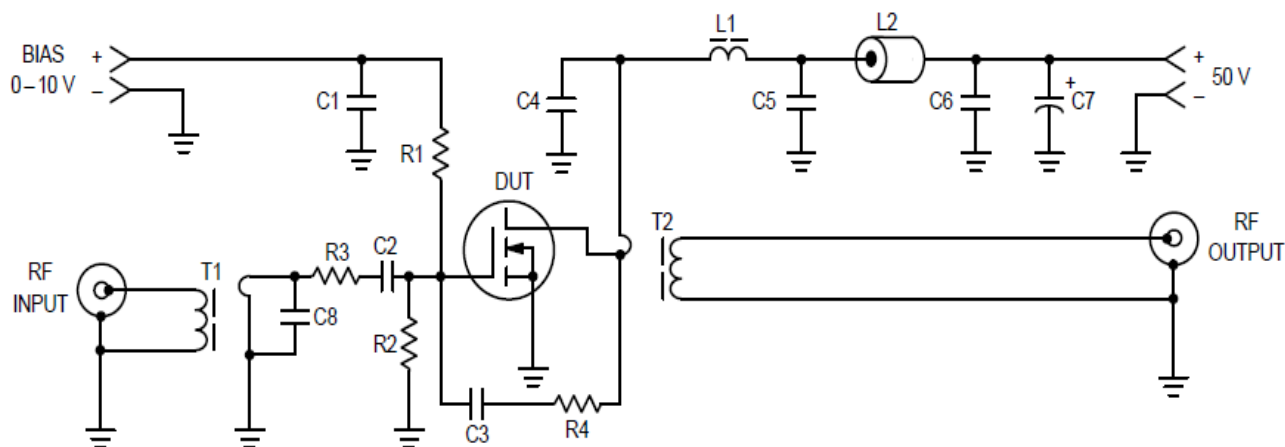 L1
L2
BIAS + +
0–10 V – C1 C4 C5 C6 + C7 50 V
–
R1
DUT
T2
RF
OUTPUT
R3 C2
RF
INPUT
T1
C8
R2
C3 R4